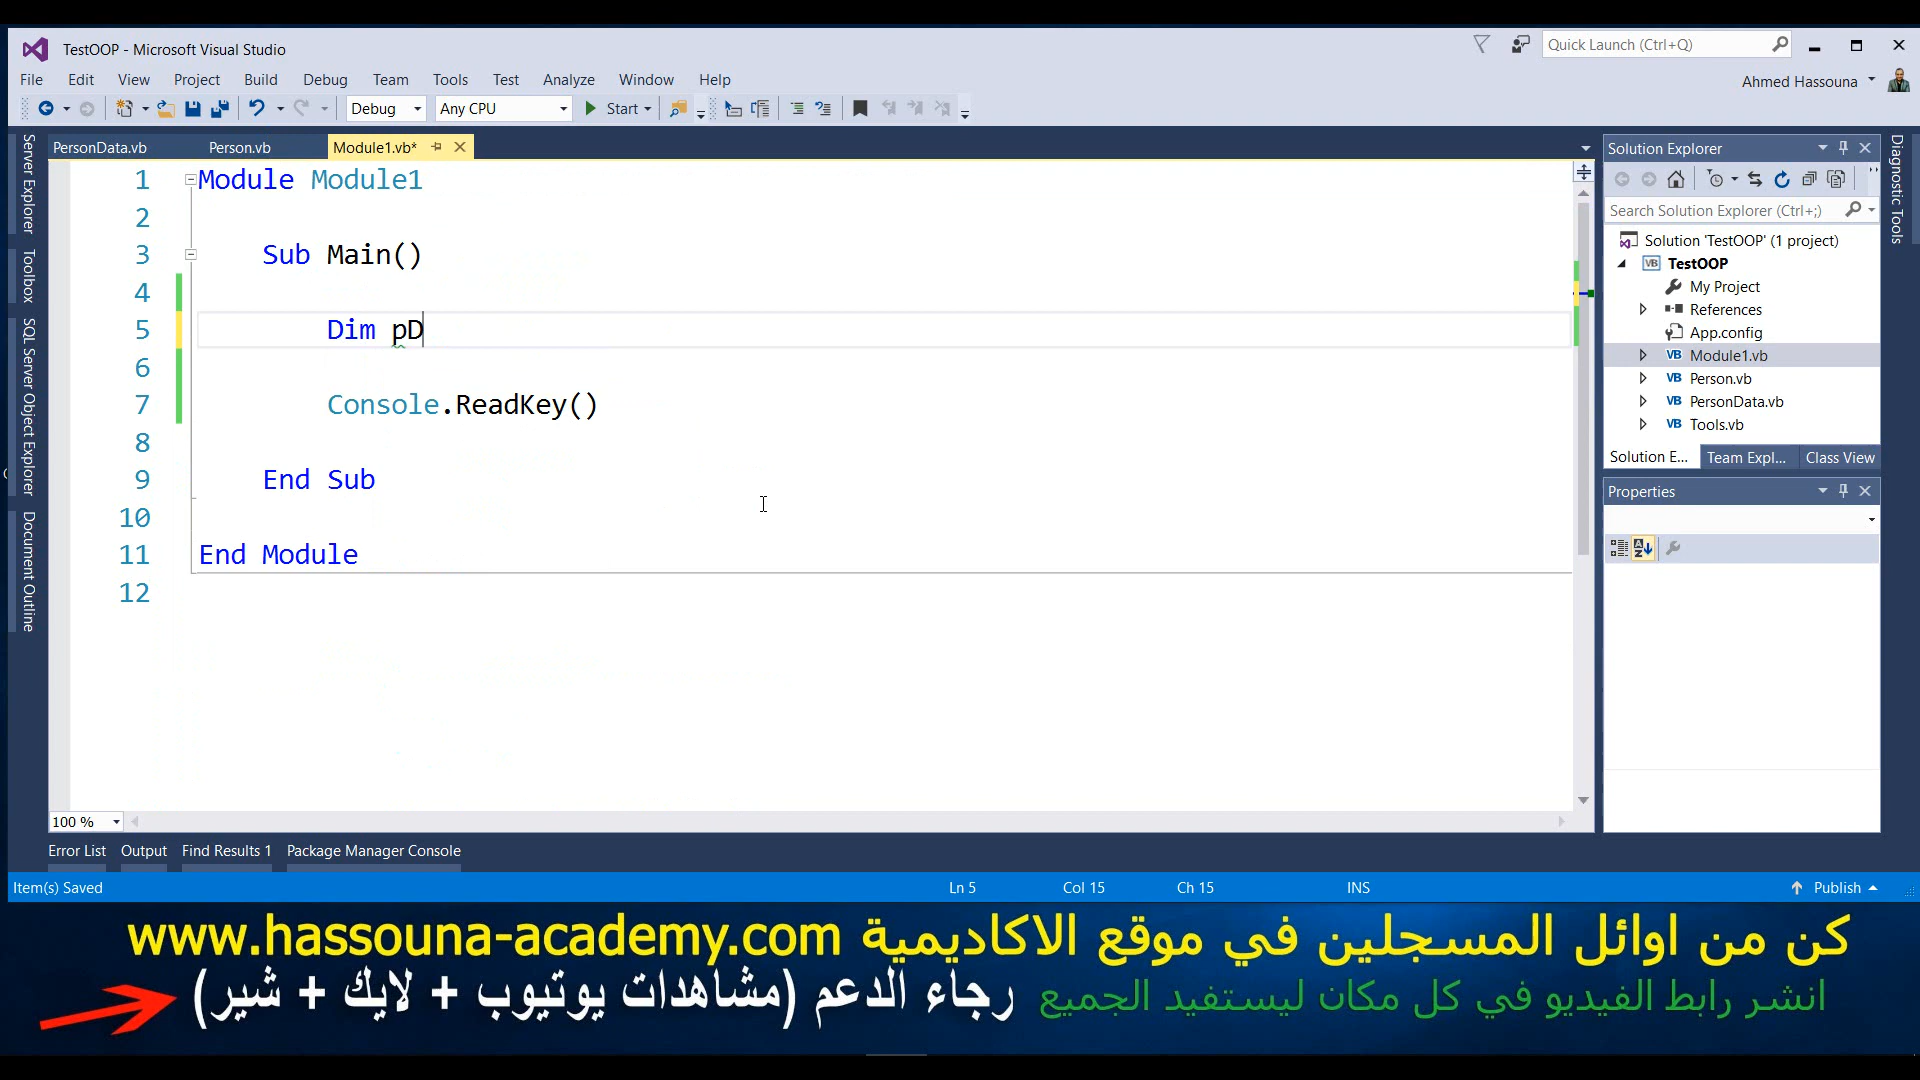 TestOOP - Microsoft Visual Studio
Quick Launch (Ctrl+Q)
File Edit View Project Build Debug Team Tools Test Analyze Window Help
Ahmed Hassouna
Debug Any CPU Start
PersonData.vb Person.vb Module1.vb*
Server Explorer
Toolbox
SQL Server Object Explorer
Document Outline
1 Module Module1
2
3 Sub Main()
4
5 Dim pD
6
7 Console.ReadKey()
8
9 End Sub
10
11 End Module
12
100 %
Solution Explorer
Search Solution Explorer (Ctrl+;)
Solution 'TestOOP' (1 project)
VB TestOOP
My Project
References
App.config
VB Module1.vb
VB Person.vb
VB PersonData.vb
VB Tools.vb
Solution E... Team Expl... Class View
Properties
Diagnostic Tools
Error List Output Find Results 1 Package Manager Console
Item(s) Saved Ln 5 Col 15 Ch 15 INS Publish
كن من اوائل المسجلين في موقع الاكاديمية www.hassouna-academy.com
انشر رابط الفيديو في كل مكان ليستفيد الجميع رجاء الدعم (مشاهدات يوتيوب + لايك + شير)